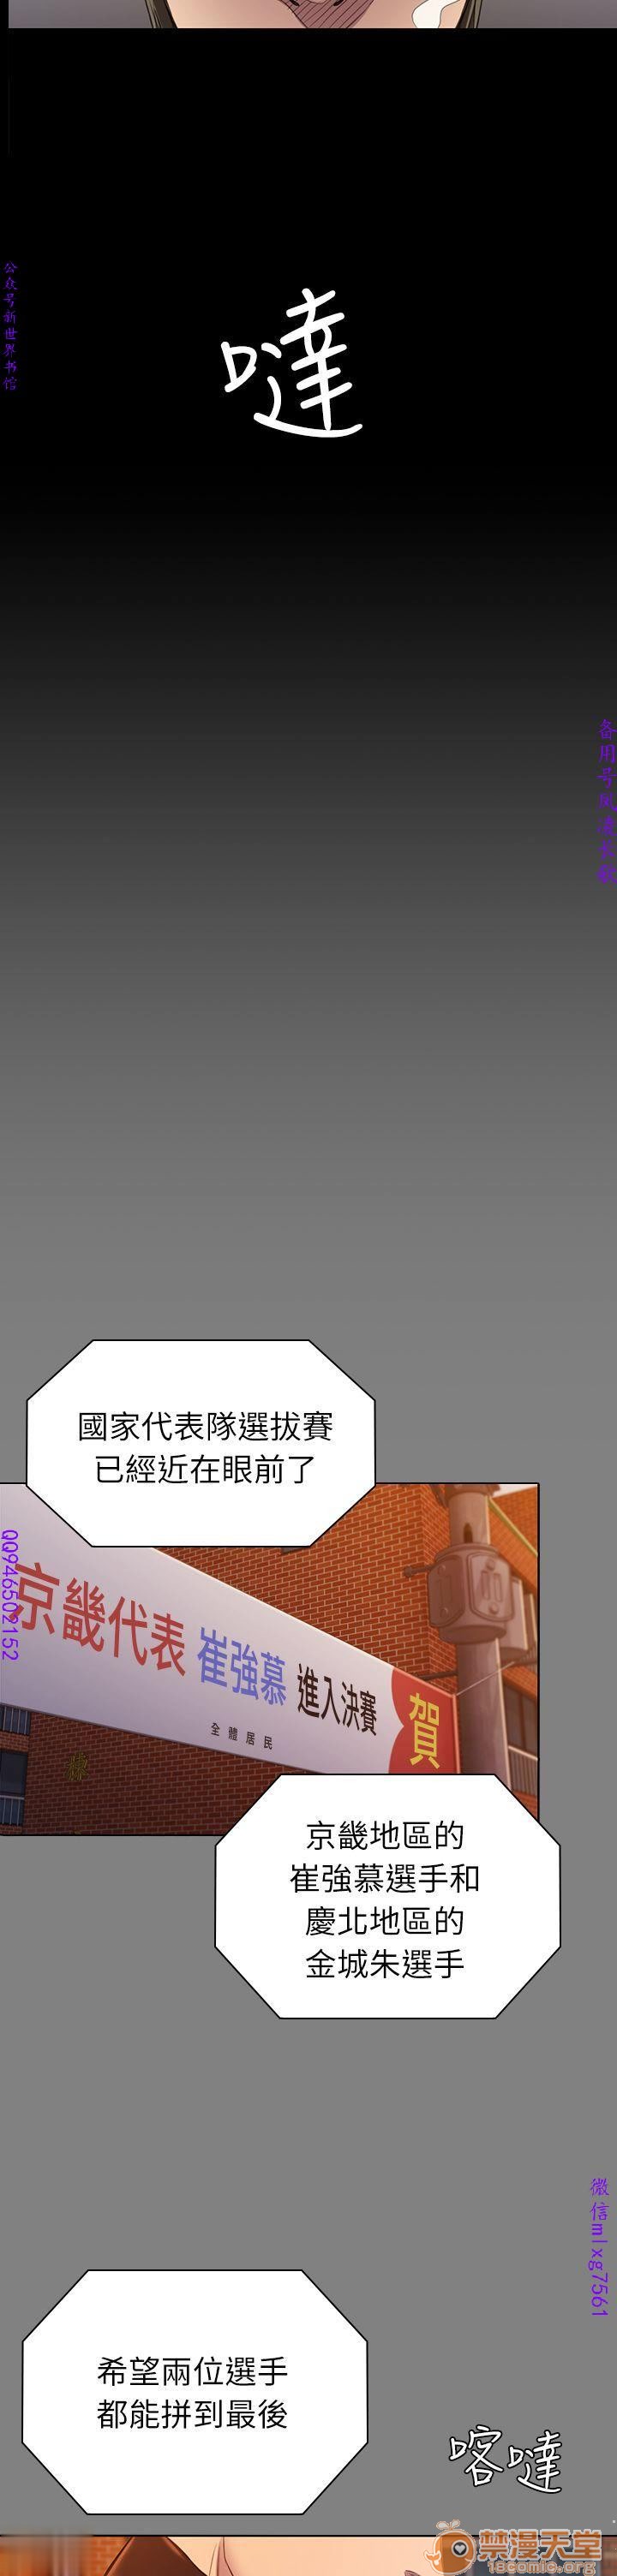 公众号新世界书馆
噠
备用号风凌天歌
國家代表隊選拔賽
已經近在眼前了
QQ946502152
京畿代表 崔強慕 進入決賽 賀
全體居民
京畿地區的
崔強慕選手和
慶北地區的
金城朱選手
微信mlxg7561
希望兩位選手
都能拼到最後
喀噠
禁漫天堂
18comic.org